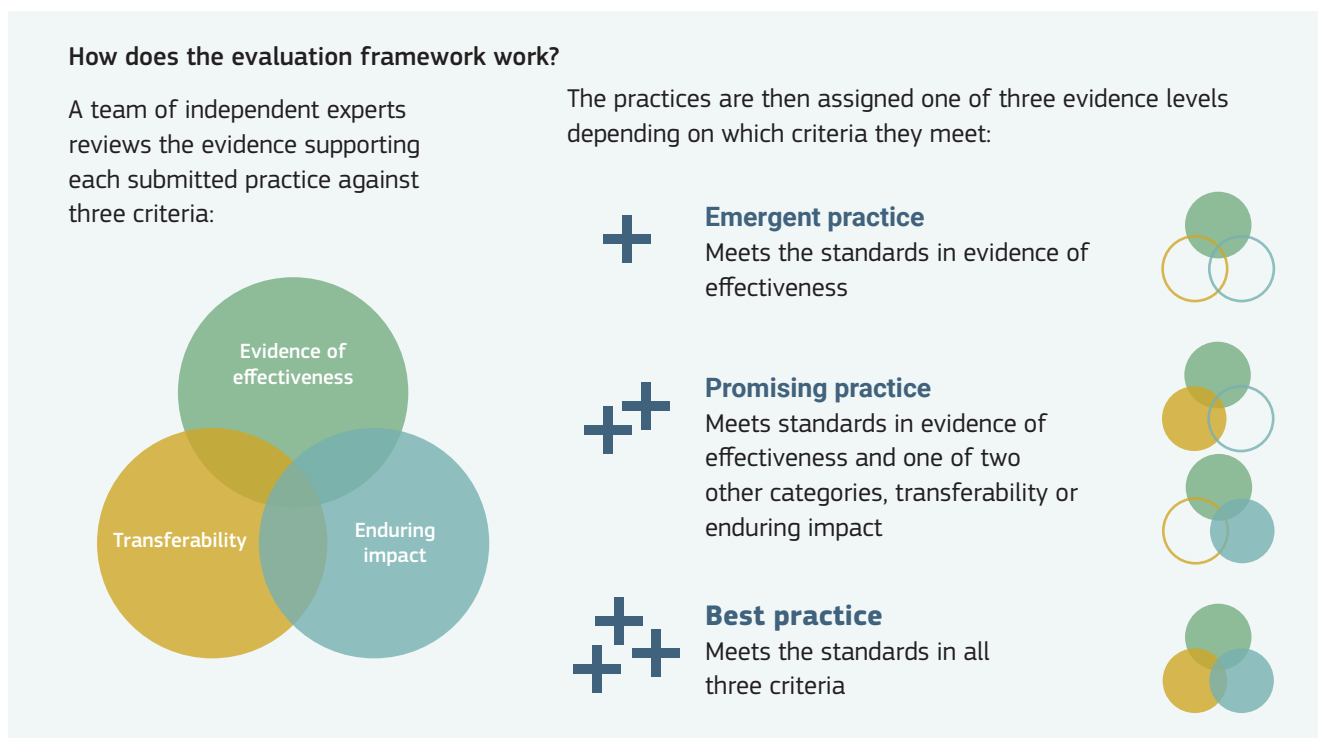 How does the evaluation framework work?
A team of independent experts
reviews the evidence supporting
each submitted practice against
three criteria:
Evidence of
effectiveness
Transferability
Enduring
impact
The practices are then assigned one of three evidence levels
depending on which criteria they meet:
Emergent practice
Meets the standards in evidence of
effectiveness
Promising practice
Meets standards in evidence of
effectiveness and one of two
other categories, transferability or
enduring impact
Best practice
Meets the standards in all
three criteria